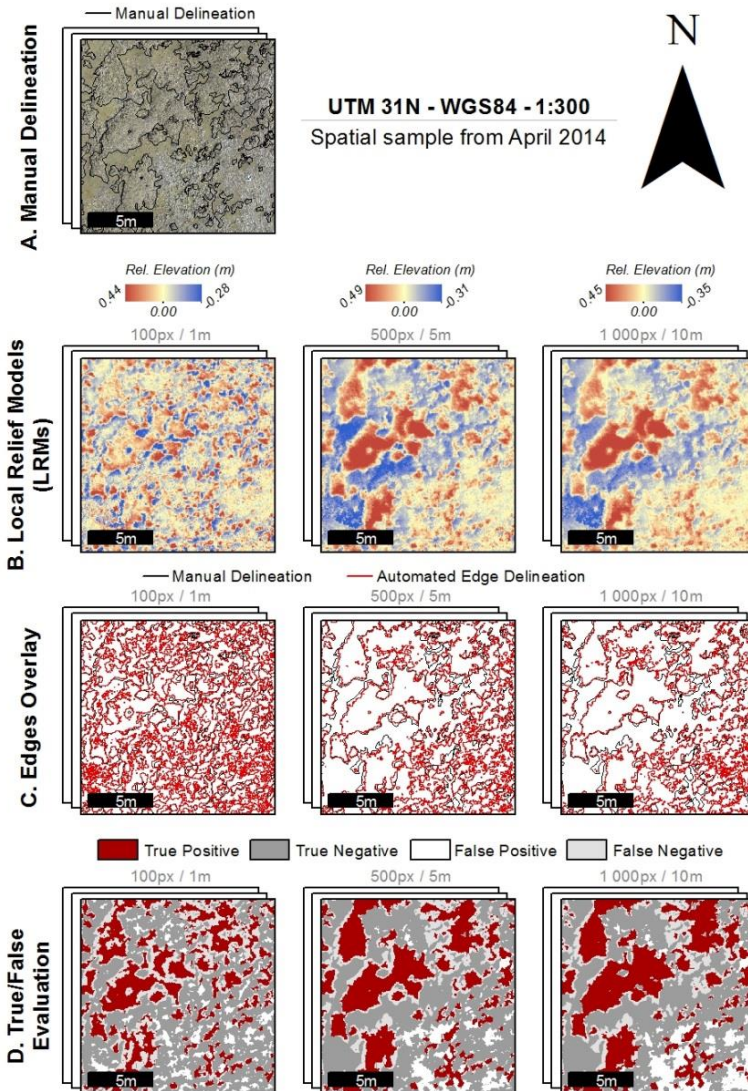 Manual Delineation
N
A. Manual Delineation
UTM 31N - WGS84 - 1:300
Spatial sample from April 2014
5m
Rel. Elevation (m)
0.44
0.00
-0.28
Rel. Elevation (m)
0.49
0.00
-0.31
Rel. Elevation (m)
0.45
0.00
-0.35
B. Local Relief Models
(LRMs)
100px / 1m
500px / 5m
1 000px / 10m
5m
5m
5m
Manual Delineation
Automated Edge Delineation
C. Edges Overlay
100px / 1m
500px / 5m
1 000px / 10m
5m
5m
5m
True Positive
True Negative
False Positive
False Negative
D. True/False
Evaluation
100px / 1m
500px / 5m
1 000px / 10m
5m
5m
5m